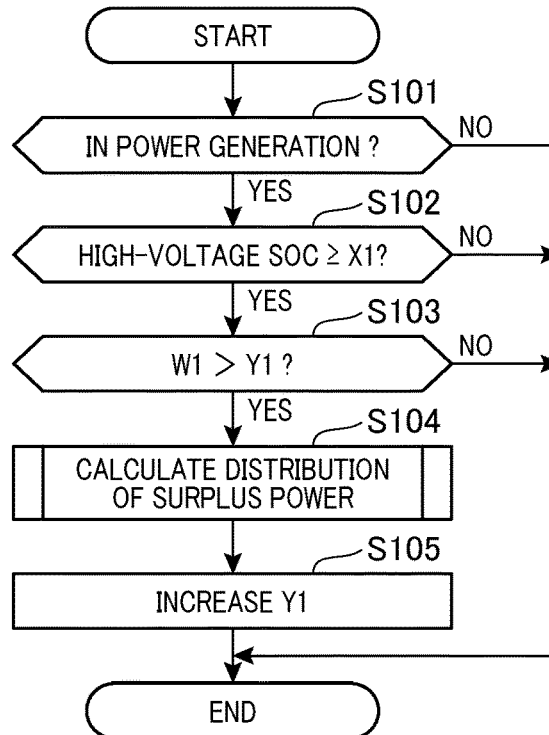 START
S101
IN POWER GENERATION ?
NO
YES
S102
HIGH-VOLTAGE SOC ≥ X1?
NO
YES
S103
W1 > Y1 ?
NO
YES
S104
CALCULATE DISTRIBUTION
OF SURPLUS POWER
S105
INCREASE Y1
END